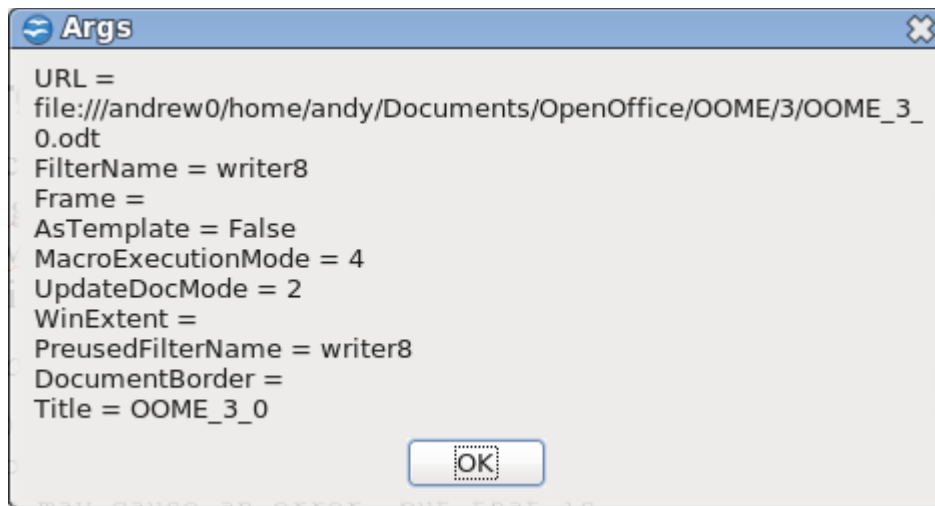 Args
URL =
file:///andrew0/home/andy/Documents/OpenOffice/OOME/3/OOME_3_
0.odt
FilterName = writer8
Frame =
AsTemplate = False
MacroExecutionMode = 4
UpdateDocMode = 2
WinExtent =
PreusedFilterName = writer8
DocumentBorder =
Title = OOME_3_0
OK